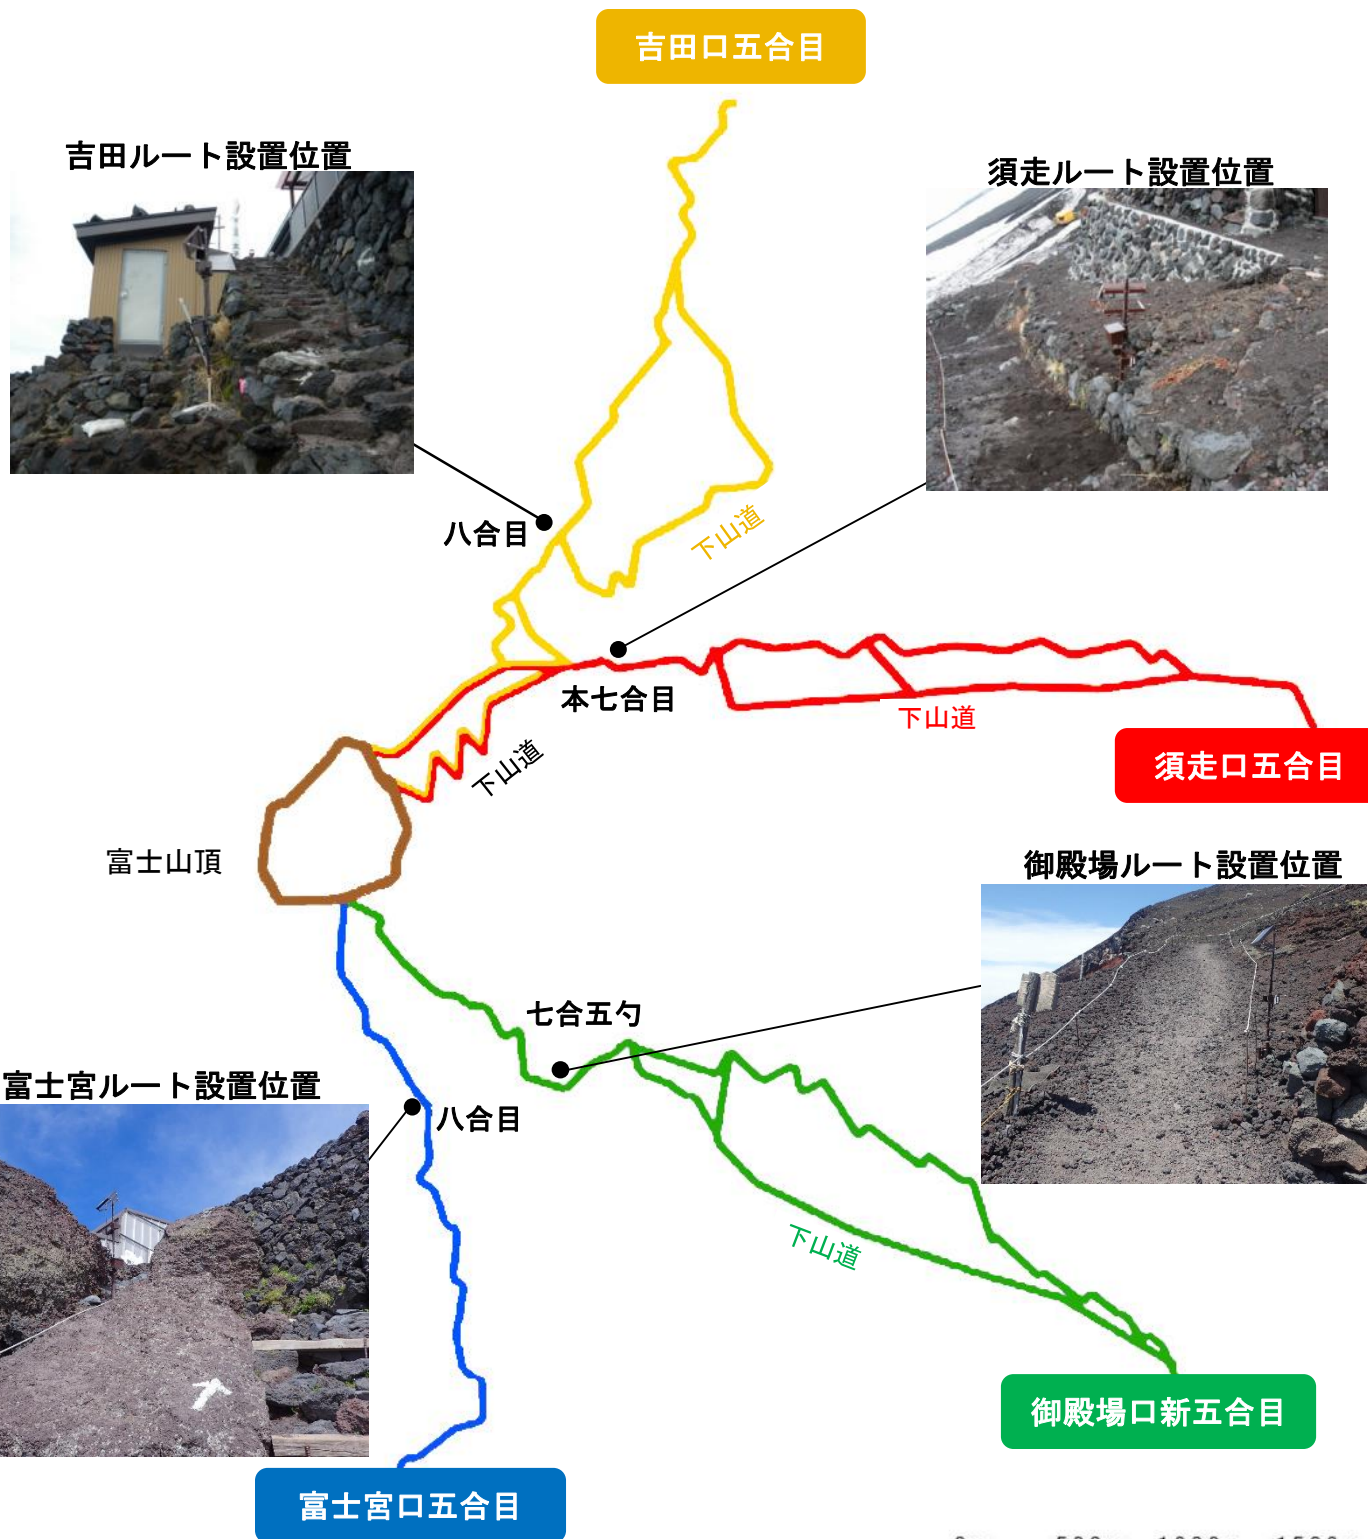 吉田口五合目
吉田ルート設置位置
須走ルート設置位置
八合目
下山道
本七合目
下山道
須走口五合目
下山道
富士山頂
御殿場ルート設置位置
七合五勺
富士宮ルート設置位置
八合目
下山道
御殿場口新五合目
富士宮口五合目